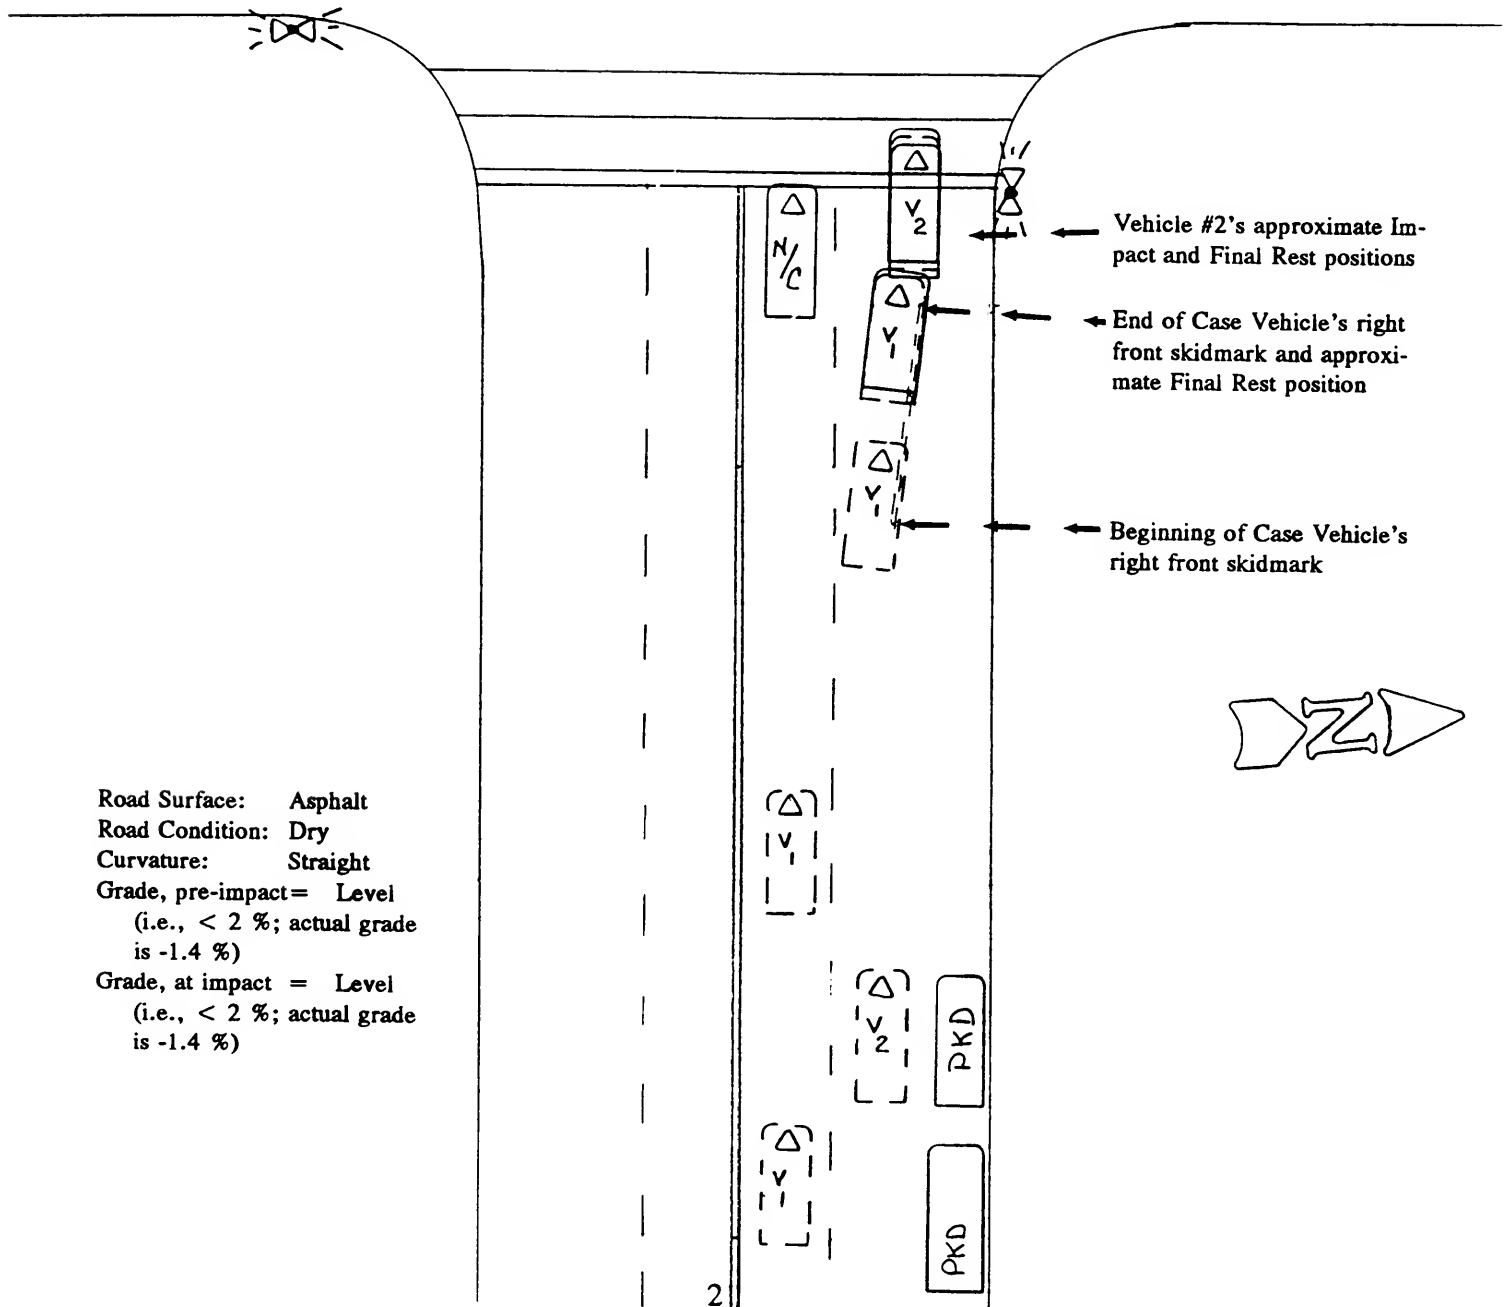 V2
N/C
Vehicle #2's approximate Im-
pact and Final Rest positions
V1
End of Case Vehicle's right
front skidmark and approxi-
mate Final Rest position
V1
Beginning of Case Vehicle's
right front skidmark
N
Road Surface: Asphalt
Road Condition: Dry
Curvature: Straight
Grade, pre-impact= Level
(i.e., < 2 %; actual grade
is -1.4 %)
Grade, at impact = Level
(i.e., < 2 %; actual grade
is -1.4 %)
V1
V2
PKD
V1
PKD
2